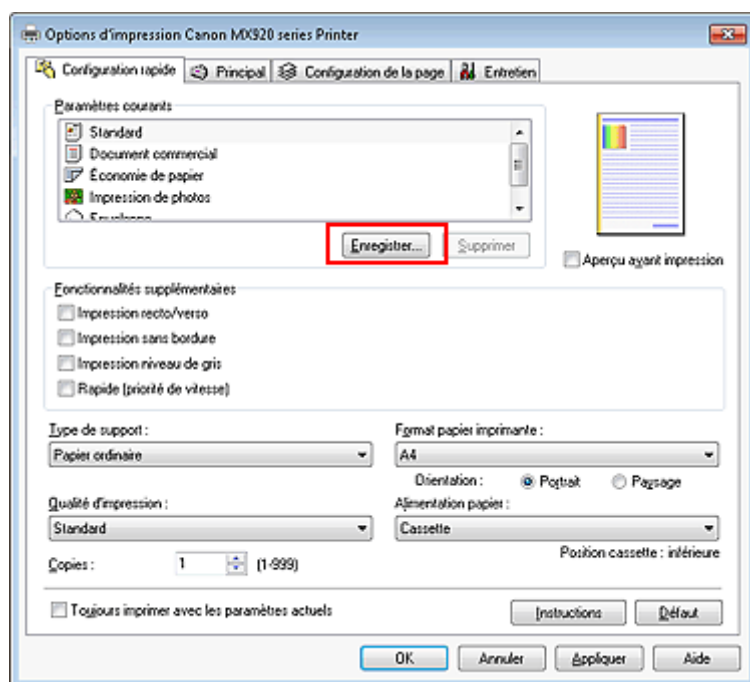 Options d'impression Canon MX920 series Printer
Configuration rapide Principal Configuration de la page Entretien
Paramètres courants
Standard
Document commercial
Économie de papier
Impression de photos
Enveloppe
Enregistrer... Supprimer
Aperçu avant impression
Fonctionnalités supplémentaires
Impression recto/verso
Impression sans bordure
Impression niveau de gris
Rapide (priorité de vitesse)
Type de support : Format papier imprimante :
Papier ordinaire A4
Orientation : Portrait Paysage
Qualité d'impression : Alimentation papier :
Standard Cassette
Position cassette : inférieure
Copies : 1 (1-999)
Toujours imprimer avec les paramètres actuels Instructions Défaut
OK Annuler Appliquer Aide